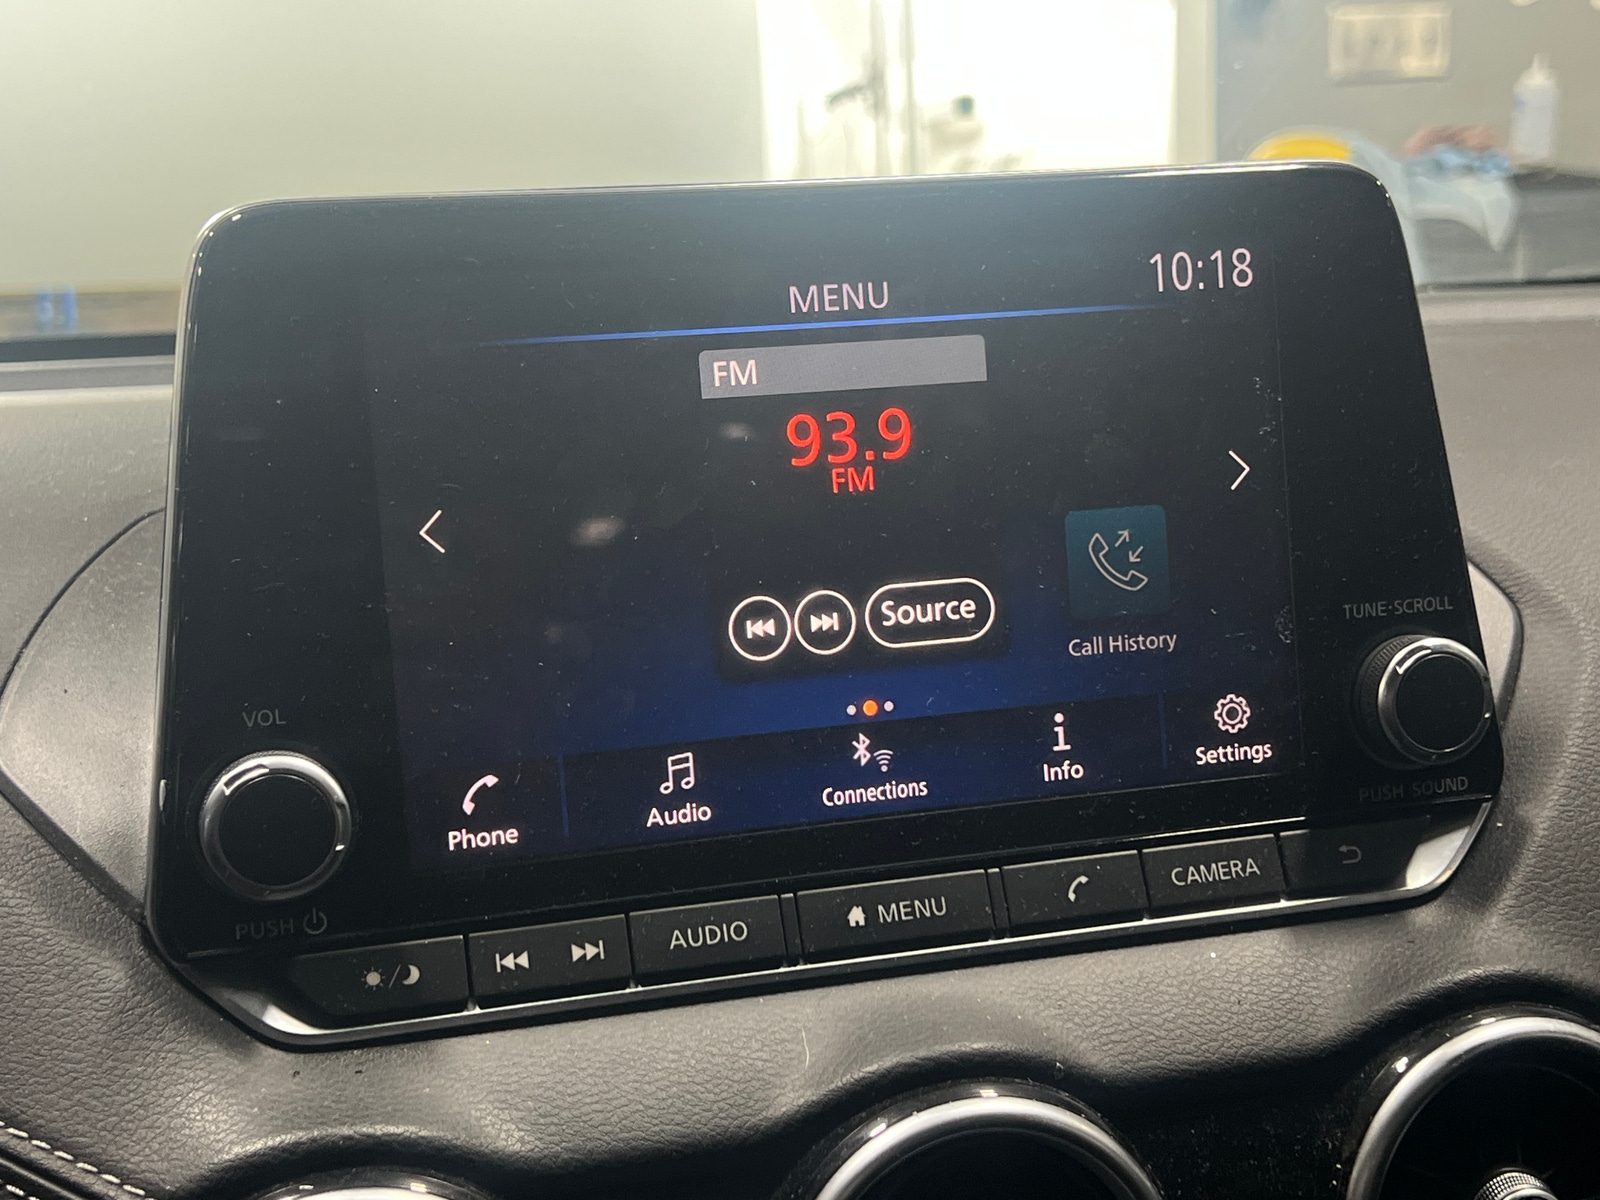 MENU
10:18
FM
93.9
FM
Source
Call History
Phone
Audio
Connections
Info
Settings
VOL
PUSH
TUNE·SCROLL
PUSH SOUND
AUDIO
MENU
CAMERA